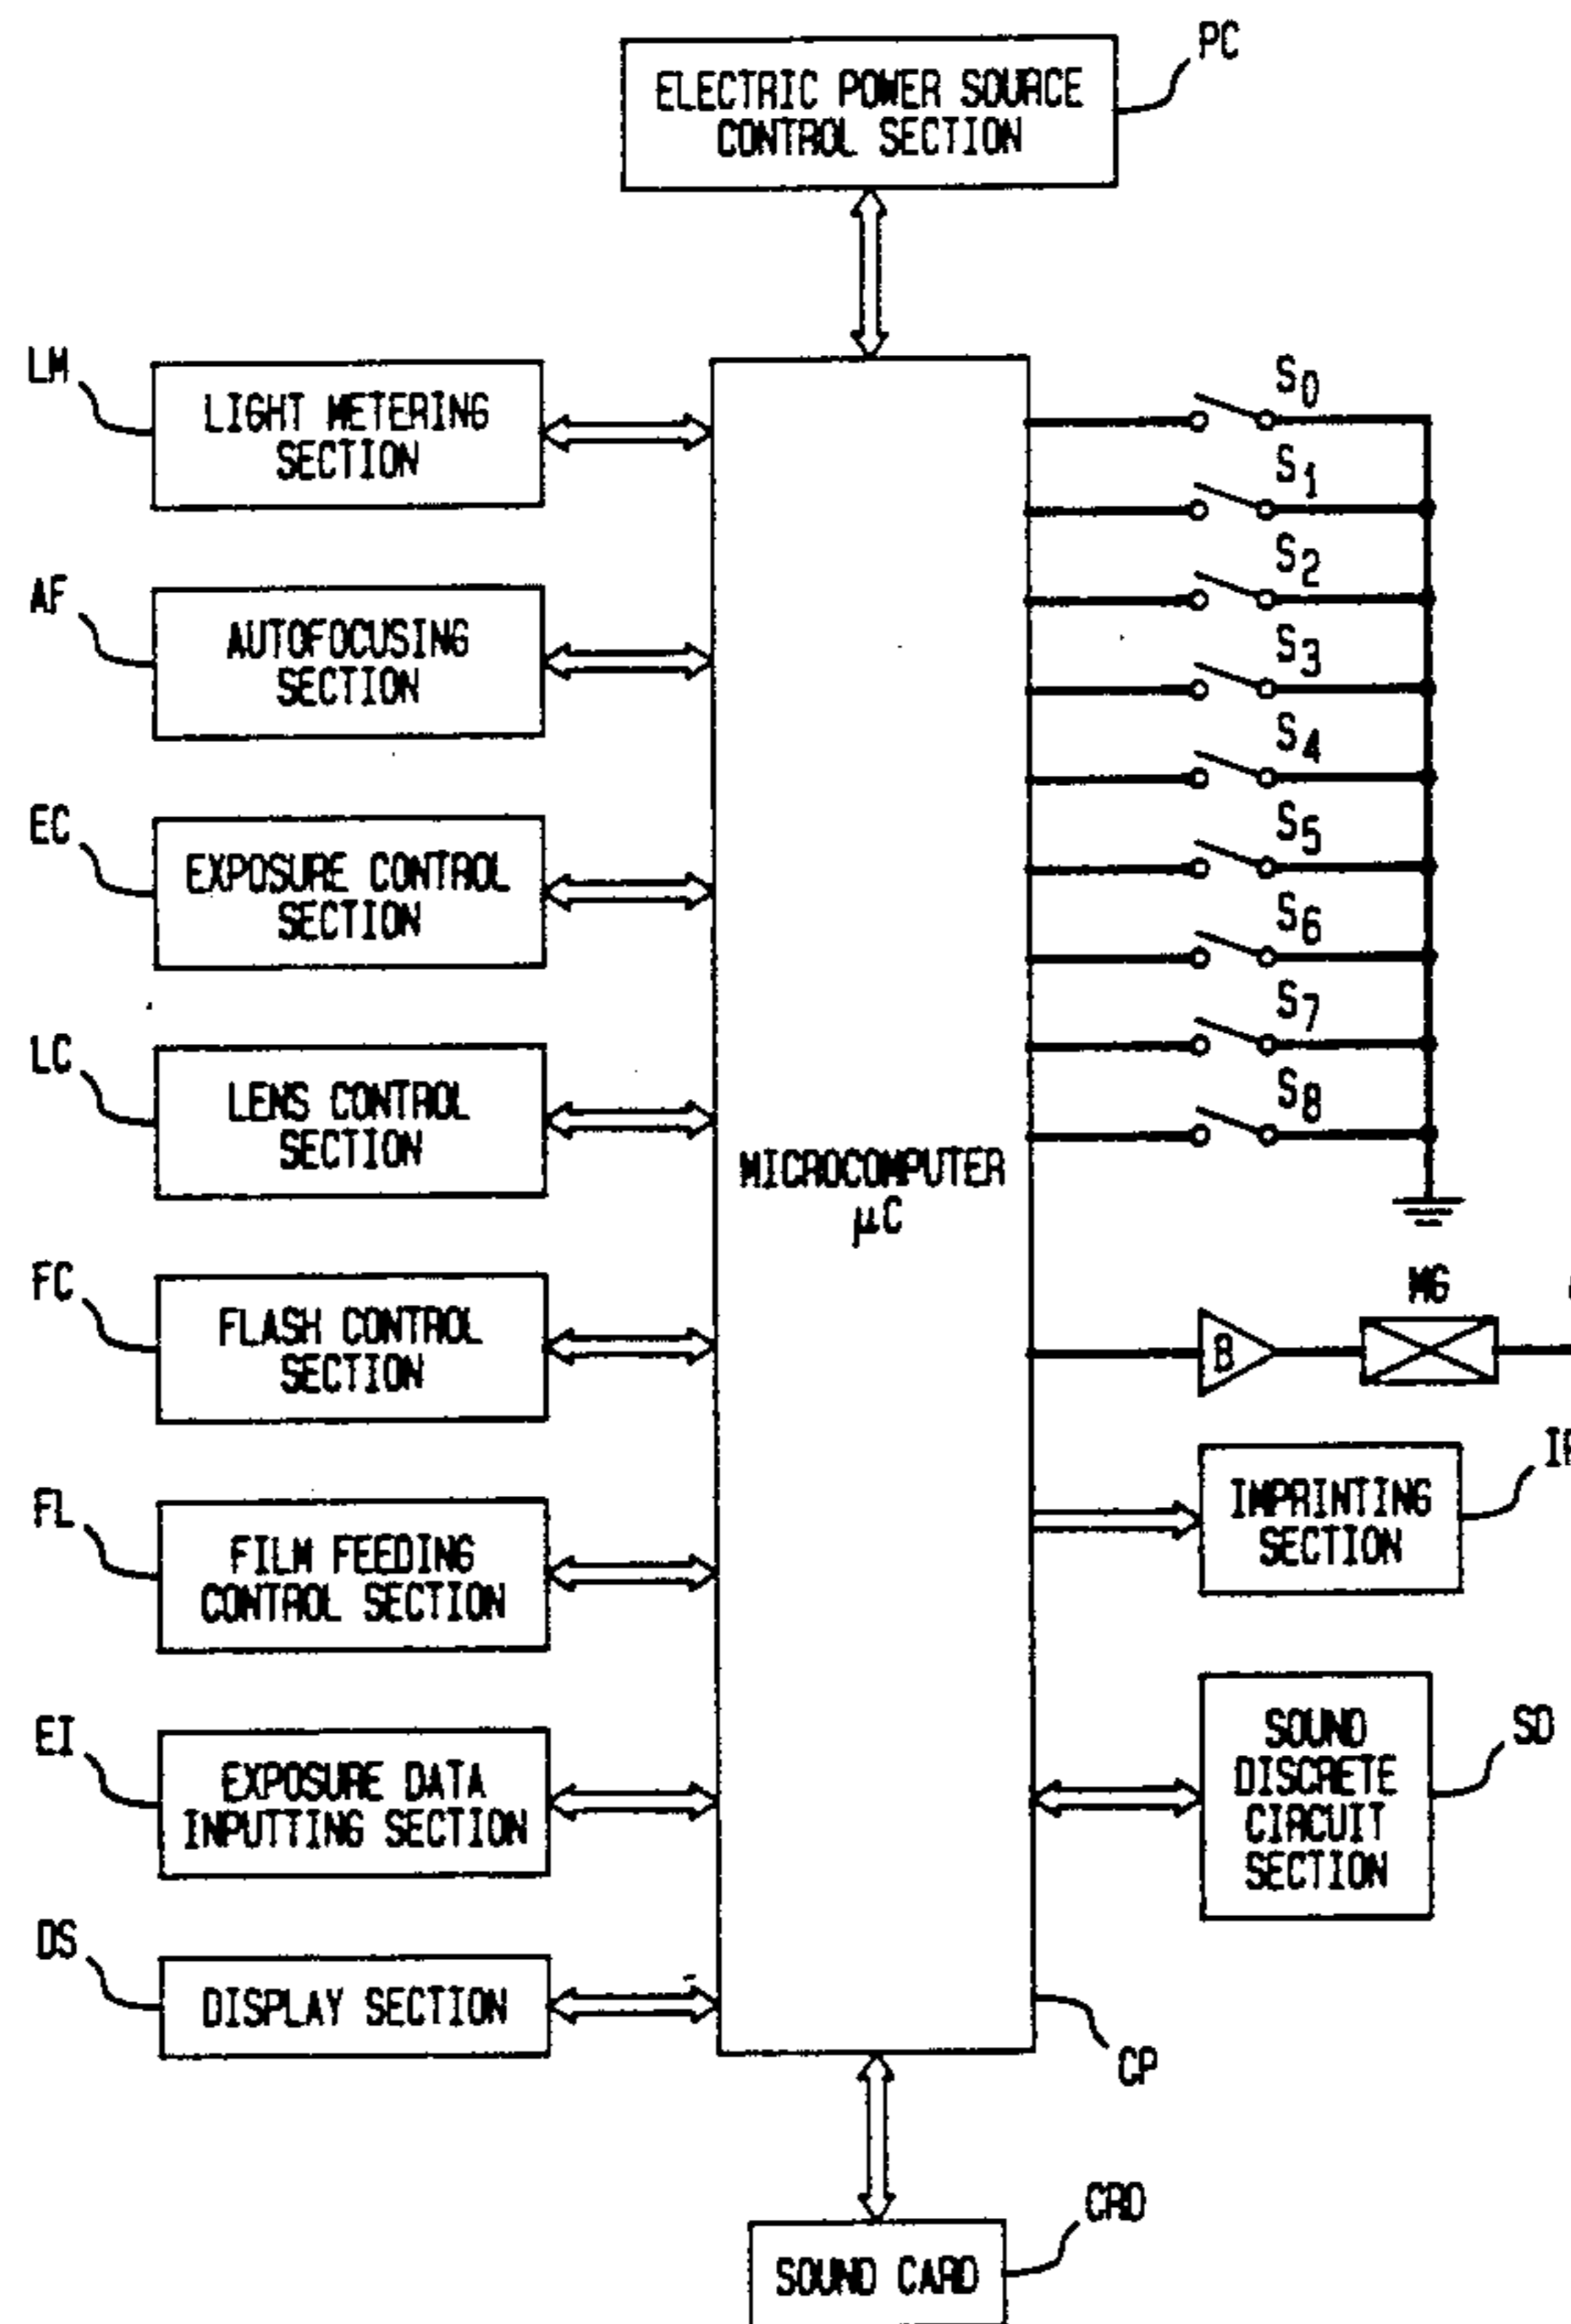 PC
ELECTRIC POWER SOURCE
CONTROL SECTION
LM
LIGHT METERING
SECTION
AF
AUTOFOCUSING
SECTION
EC
EXPOSURE CONTROL
SECTION
LC
LENS CONTROL
SECTION
FC
FLASH CONTROL
SECTION
FL
FILM FEEDING
CONTROL SECTION
EI
EXPOSURE DATA
INPUTTING SECTION
DS
DISPLAY SECTION
MICROCOMPUTER
μC
S0
S1
S2
S3
S4
S5
S6
S7
S8
B
MG
IMPRINTING
SECTION
SOUND
DISCRETE
CIRCUIT
SECTION
SD
CP
CRD
SOUND CARD